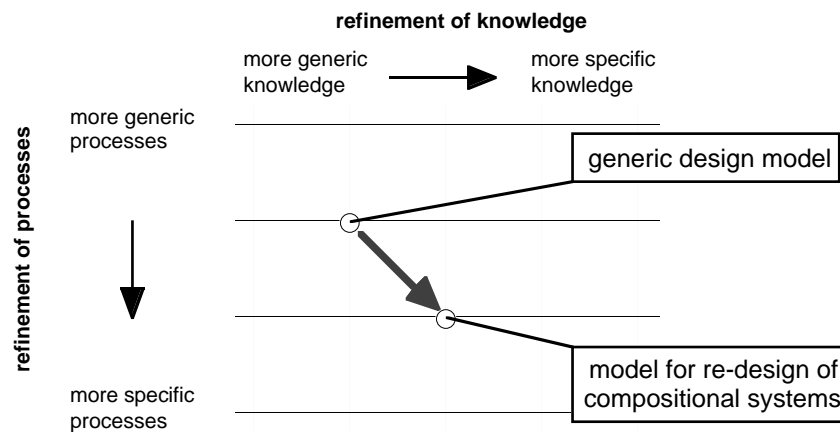 refinement of knowledge
more generic
knowledge
more specific
knowledge
more generic
processes
refinement of processes
generic design model
model for re-design of
compositional systems
more specific
processes